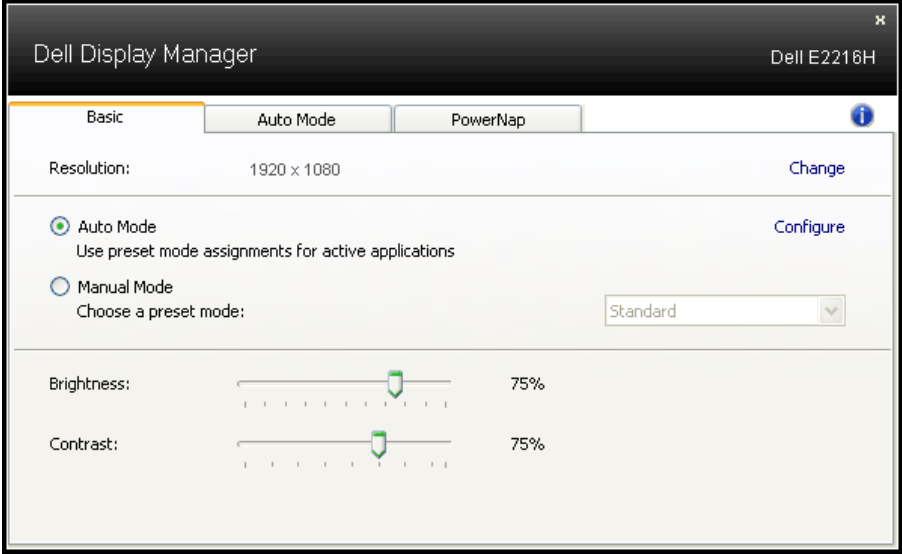 Dell Display Manager
Dell E2216H
Basic
Auto Mode
PowerNap
Resolution:
1920 x 1080
Change
Auto Mode
Configure
Use preset mode assignments for active applications
Manual Mode
Choose a preset mode:
Standard
Brightness:
75%
Contrast:
75%